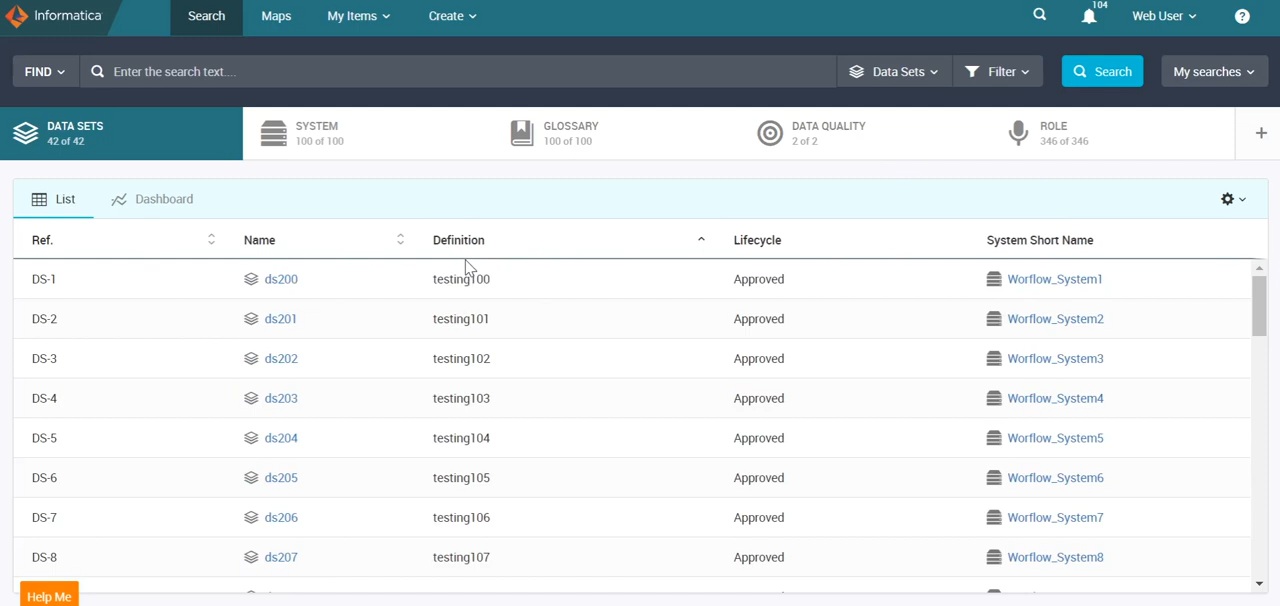 Informatica
Search
Maps
My Items
Create
104
Web User
?
FIND
Enter the search text....
Data Sets
Filter
Search
My searches
DATA SETS
42 of 42
SYSTEM
100 of 100
GLOSSARY
100 of 100
DATA QUALITY
2 of 2
ROLE
346 of 346
+
List
Dashboard
Ref. Name Definition Lifecycle System Short Name
DS-1 ds200 testing100 Approved Worflow_System1
DS-2 ds201 testing101 Approved Worflow_System2
DS-3 ds202 testing102 Approved Worflow_System3
DS-4 ds203 testing103 Approved Worflow_System4
DS-5 ds204 testing104 Approved Worflow_System5
DS-6 ds205 testing105 Approved Worflow_System6
DS-7 ds206 testing106 Approved Worflow_System7
DS-8 ds207 testing107 Approved Worflow_System8
Help Me